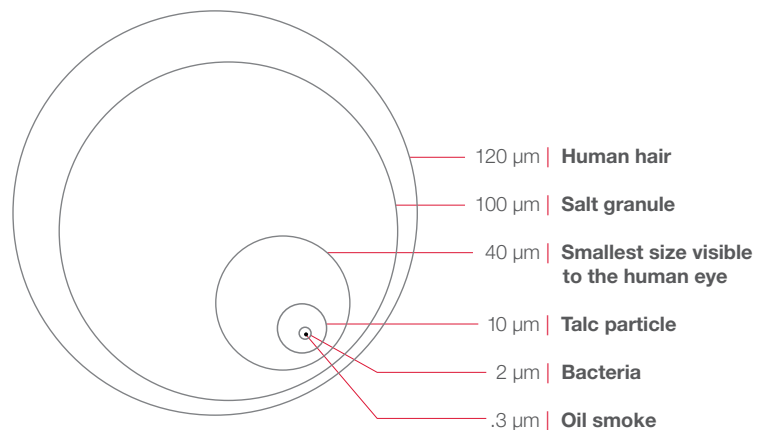 120 µm | Human hair
100 µm | Salt granule
40 µm | Smallest size visible
to the human eye
10 µm | Talc particle
2 µm | Bacteria
.3 µm | Oil smoke